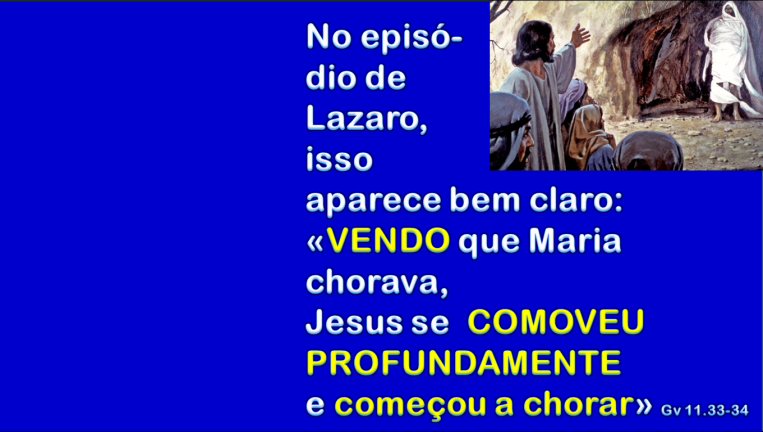 No episó-
dio de
Lazaro,
isso
aparece bem claro:
«VENDO que Maria
chorava,
Jesus se COMOVEU
PROFUNDAMENTE
e começou a chorar» Gv 11.33-34